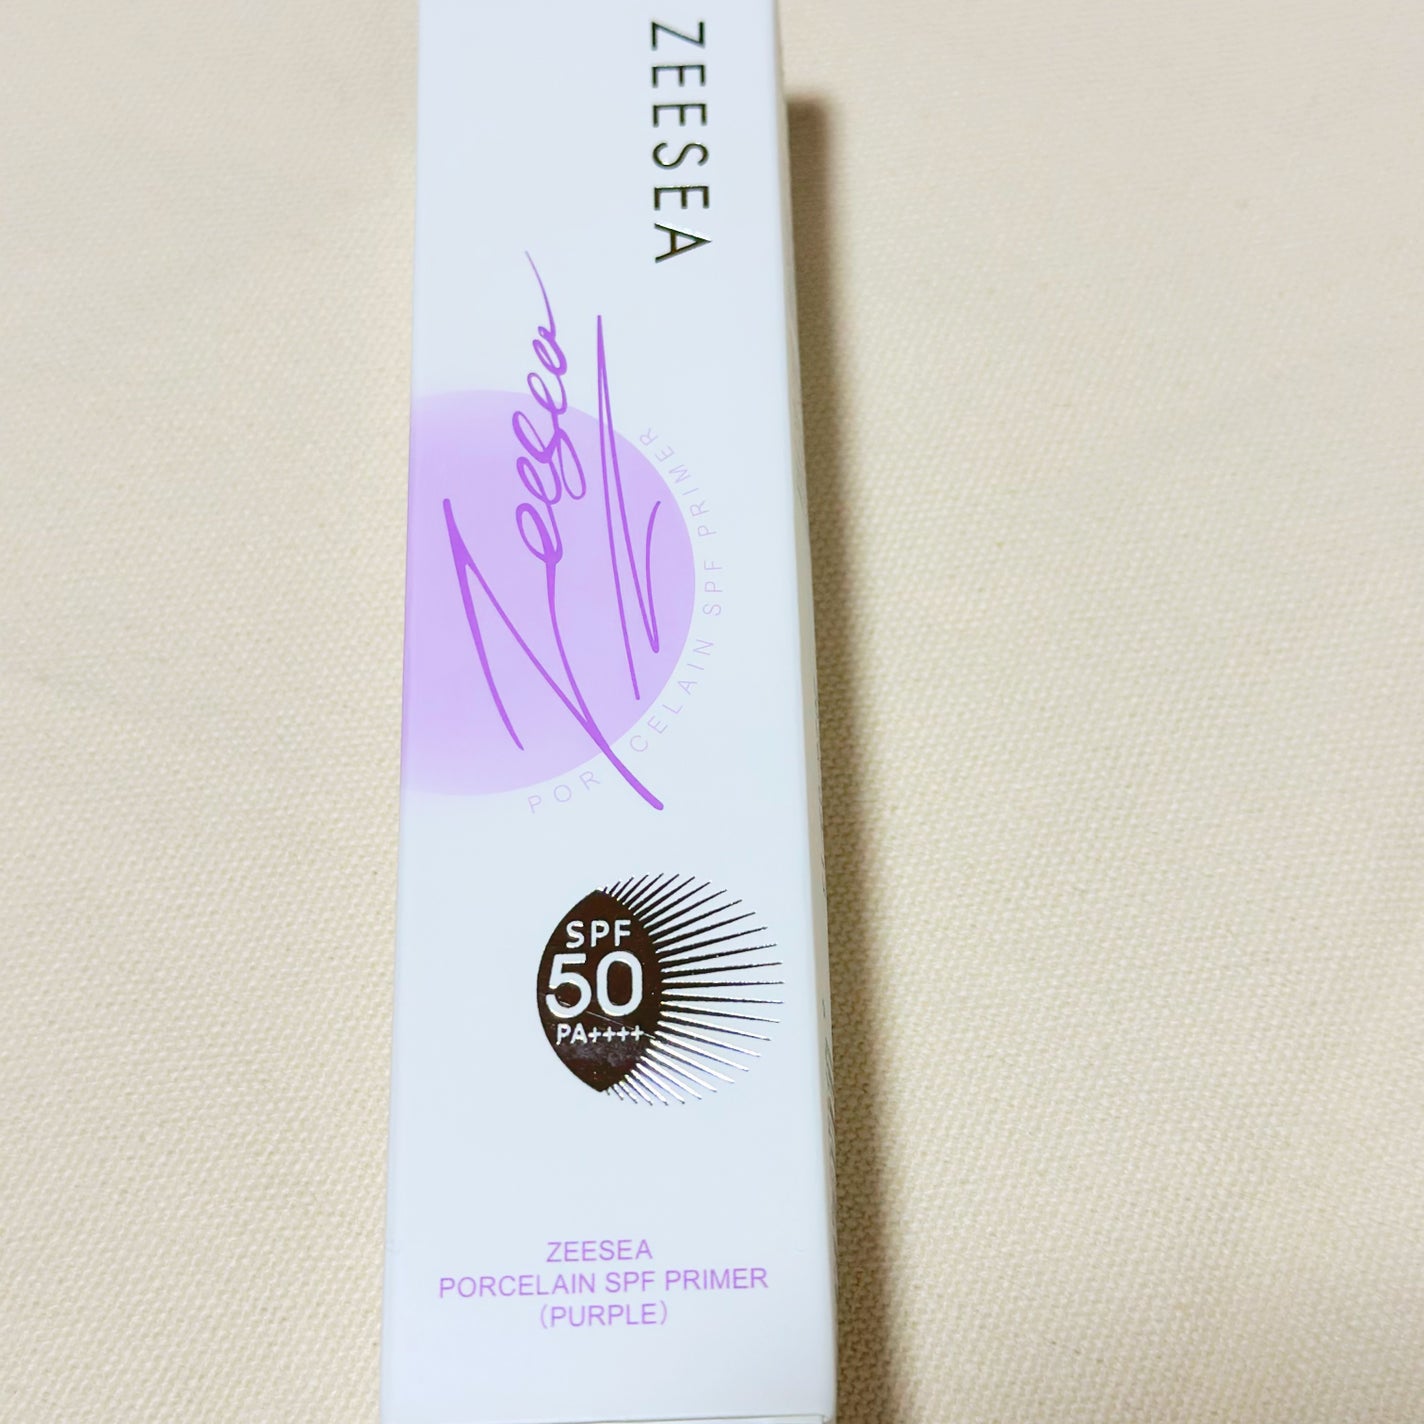 ZEESEA
Zeesea
PORCELAIN SPF PRIMER
SPF
50
PA++++
ZEESEA
PORCELAIN SPF PRIMER
(PURPLE)